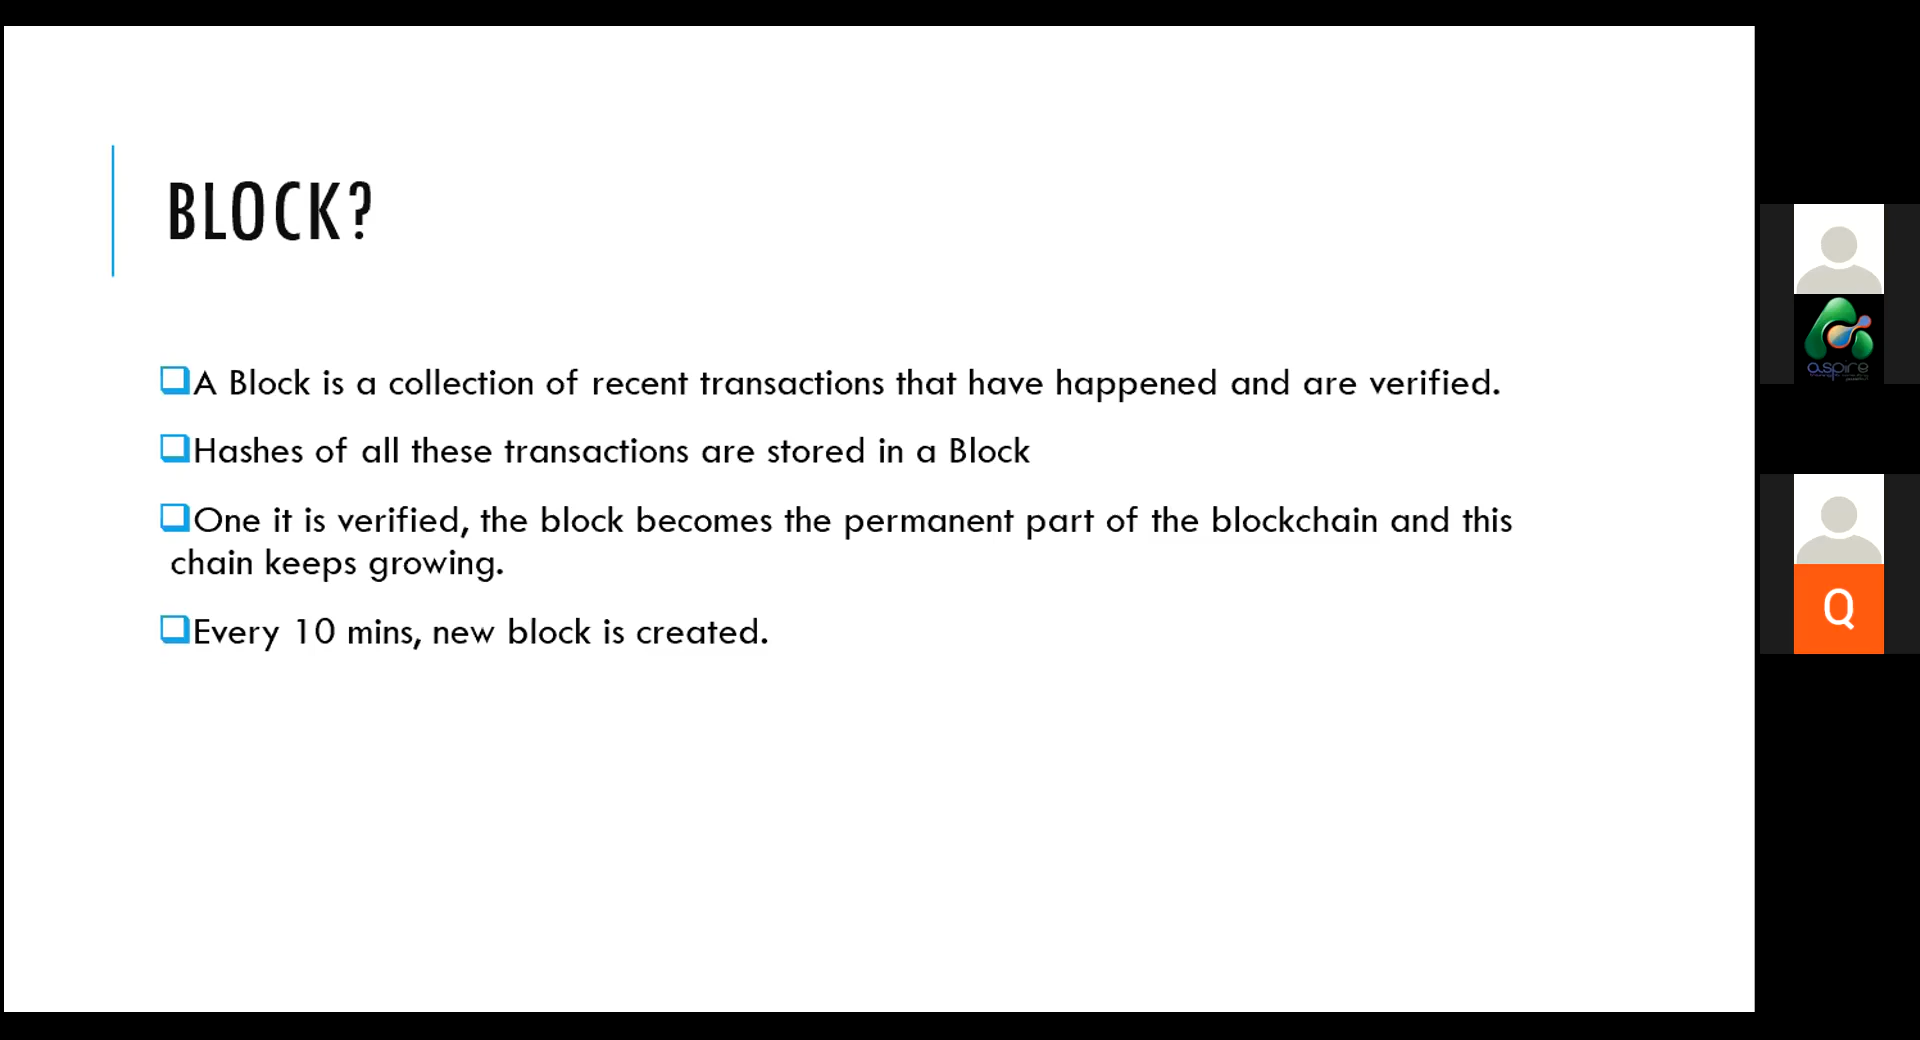 BLOCK?
A Block is a collection of recent transactions that have happened and are verified.
Hashes of all these transactions are stored in a Block
One it is verified, the block becomes the permanent part of the blockchain and this
chain keeps growing.
Every 10 mins, new block is created.
aspire
Q